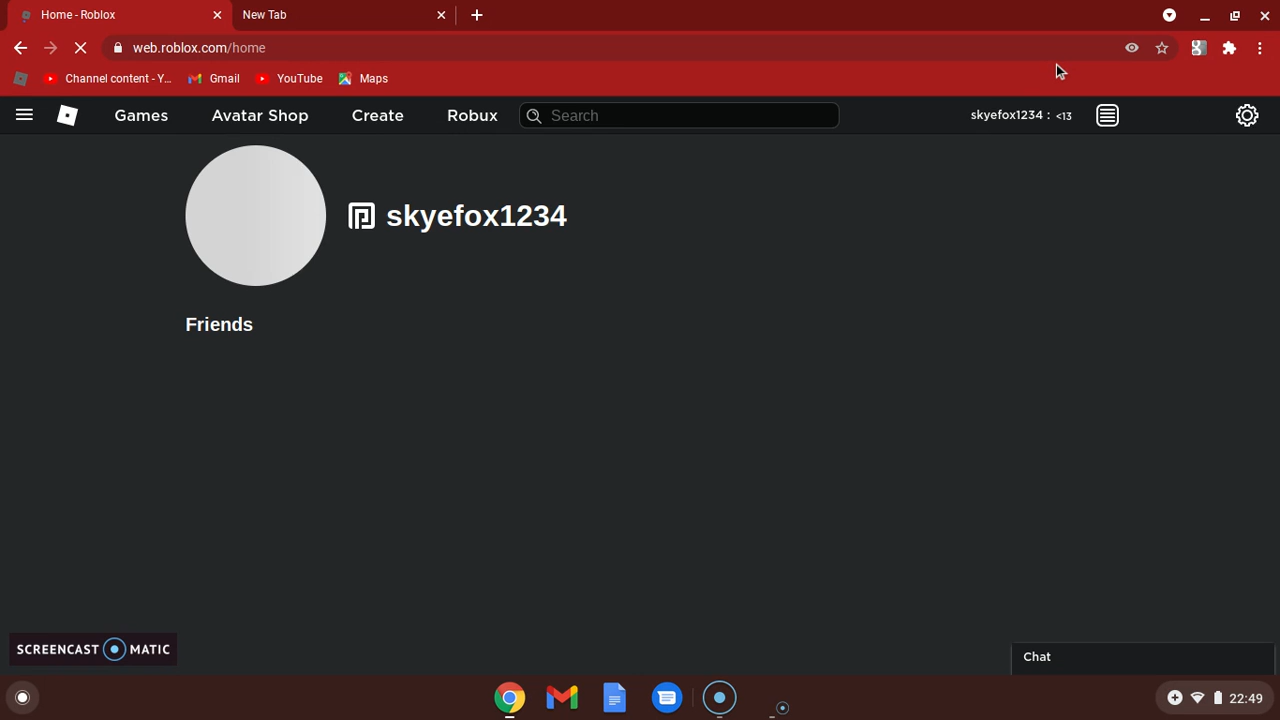 Home - Roblox
New Tab
web.roblox.com/home
Channel content - Y...
Gmail
YouTube
Maps
Games
Avatar Shop
Create
Robux
Search
skyefox1234 : <13
skyefox1234
Friends
SCREENCAST MATIC
Chat
22:49